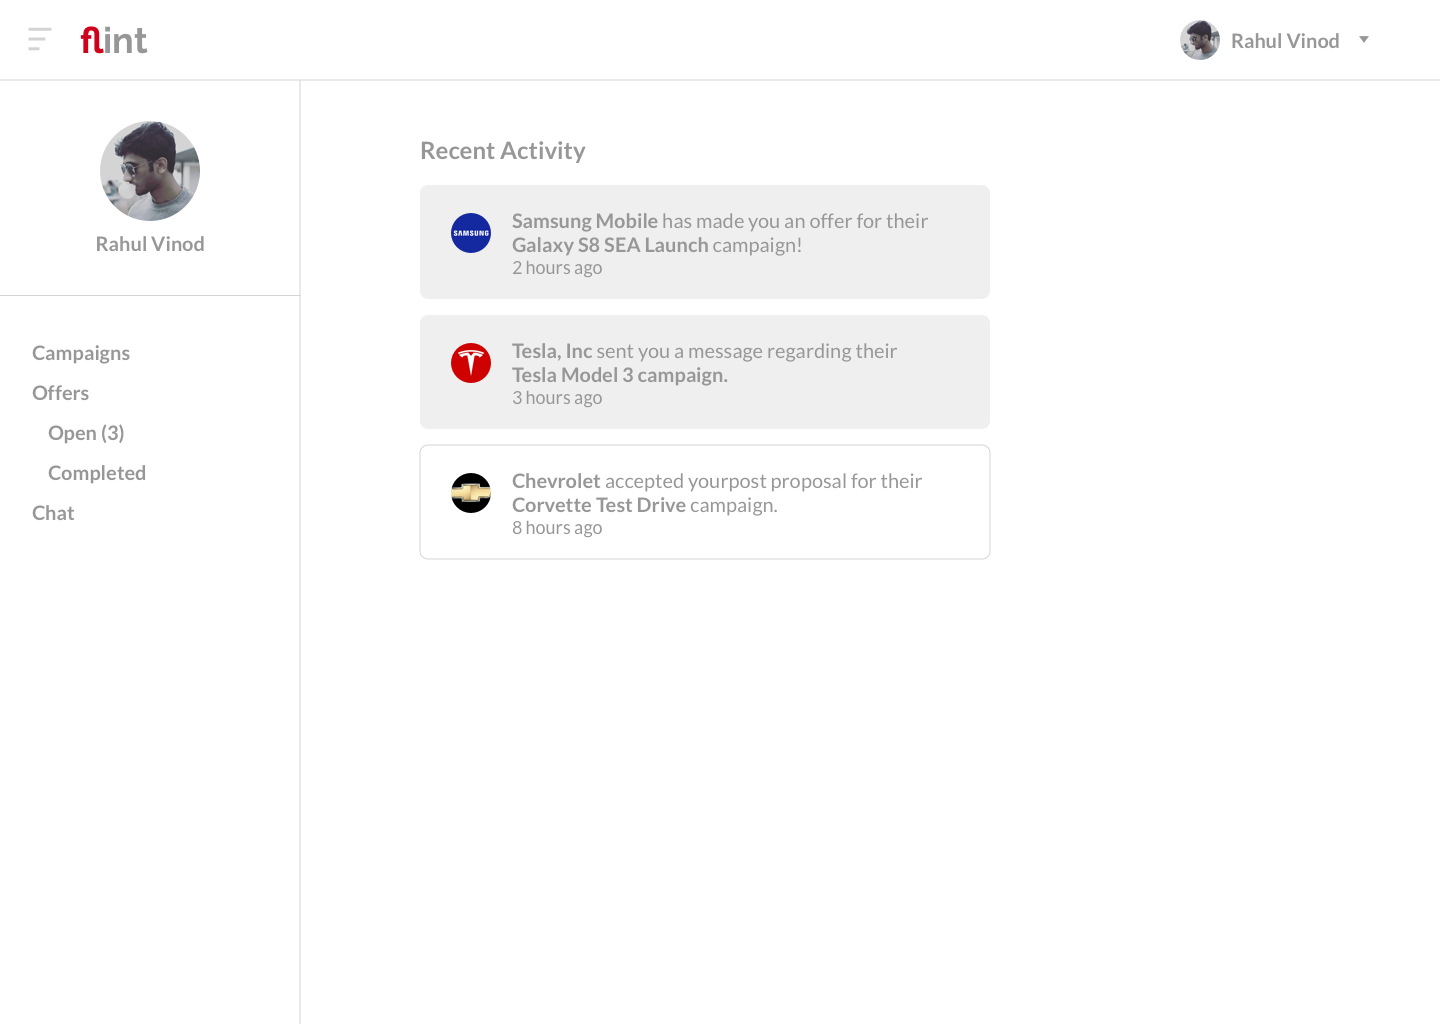 flint
Rahul Vinod
Rahul Vinod
Campaigns
Offers
Open (3)
Completed
Chat
Recent Activity
SAMSUNG
Samsung Mobile has made you an offer for their
Galaxy S8 SEA Launch campaign!
2 hours ago
Tesla, Inc sent you a message regarding their
Tesla Model 3 campaign.
3 hours ago
Chevrolet accepted yourpost proposal for their
Corvette Test Drive campaign.
8 hours ago